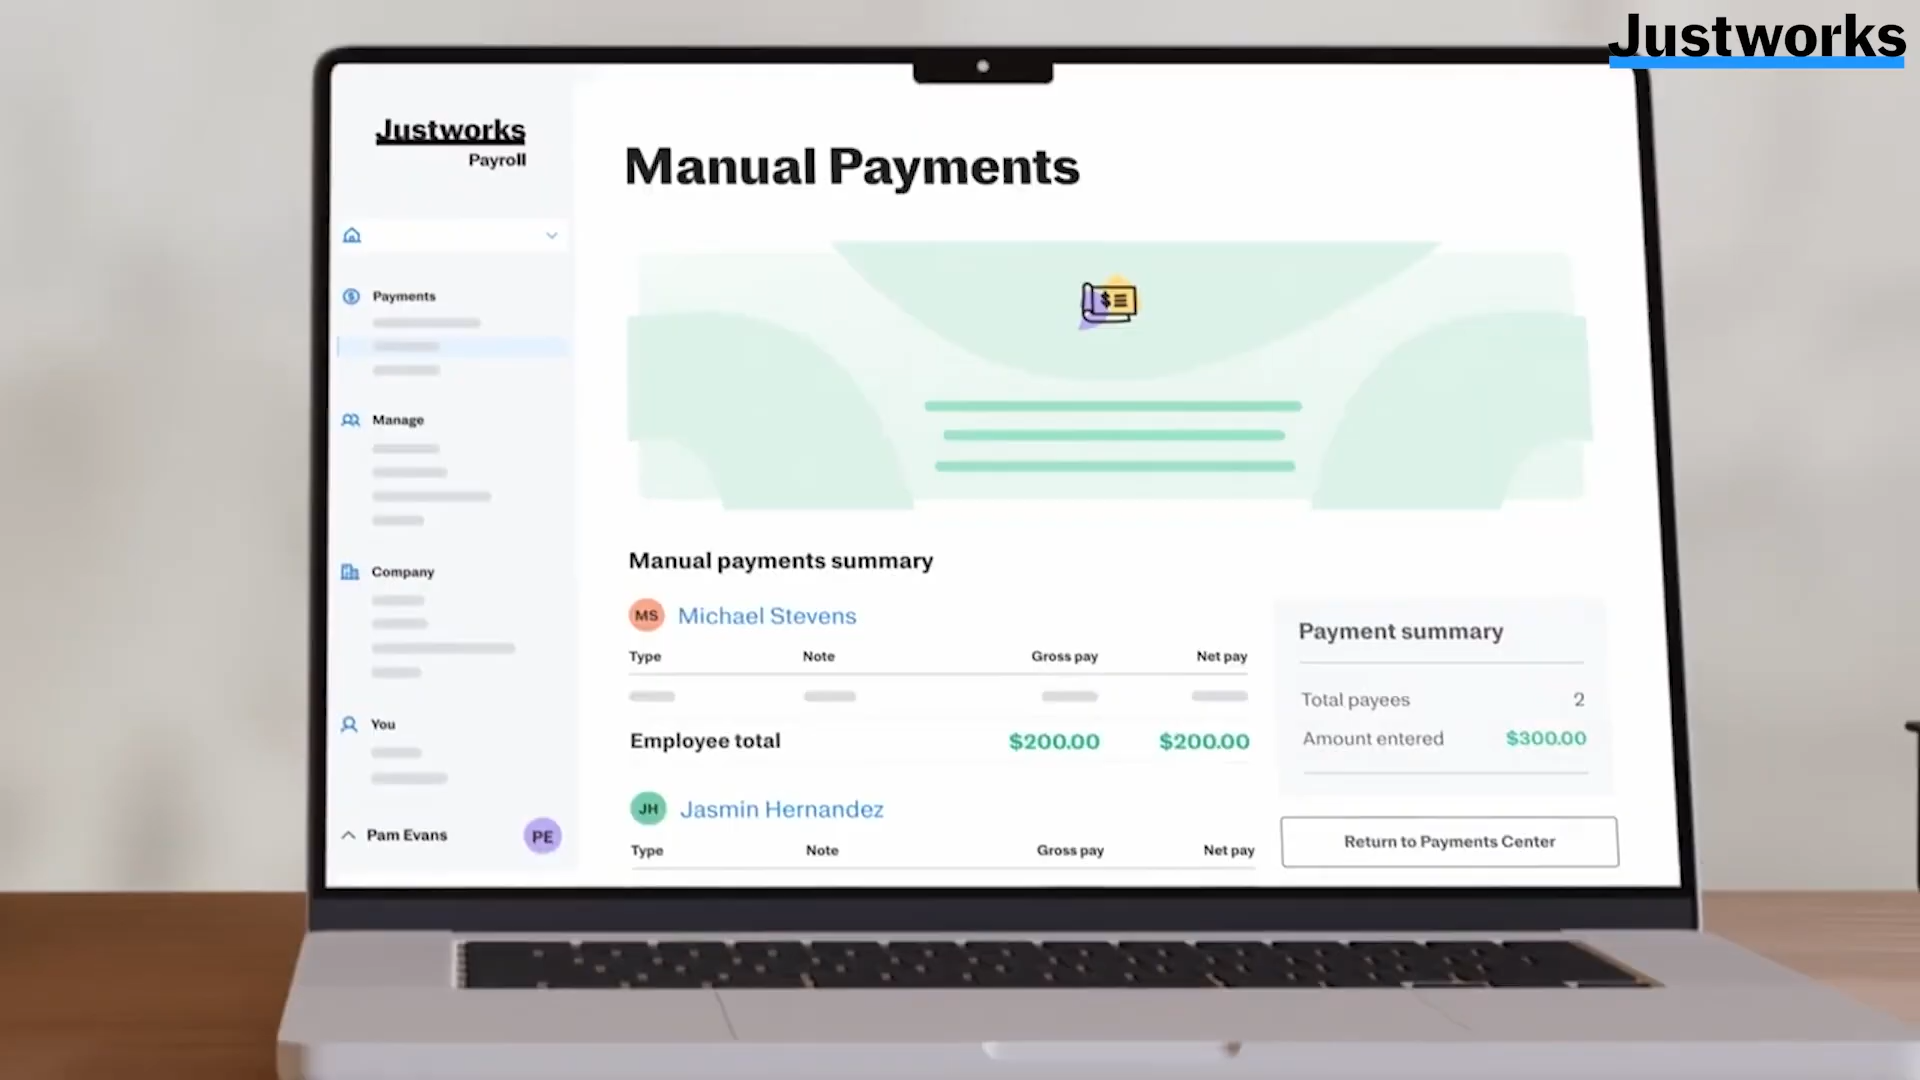 Justworks
Justworks
Payroll
Manual Payments
Payments
Manage
Company
You
Pam Evans
PE
Manual payments summary
MS Michael Stevens
Type Note Gross pay Net pay
Employee total $200.00 $200.00
JH Jasmin Hernandez
Type Note Gross pay Net pay
Payment summary
Total payees 2
Amount entered $300.00
Return to Payments Center